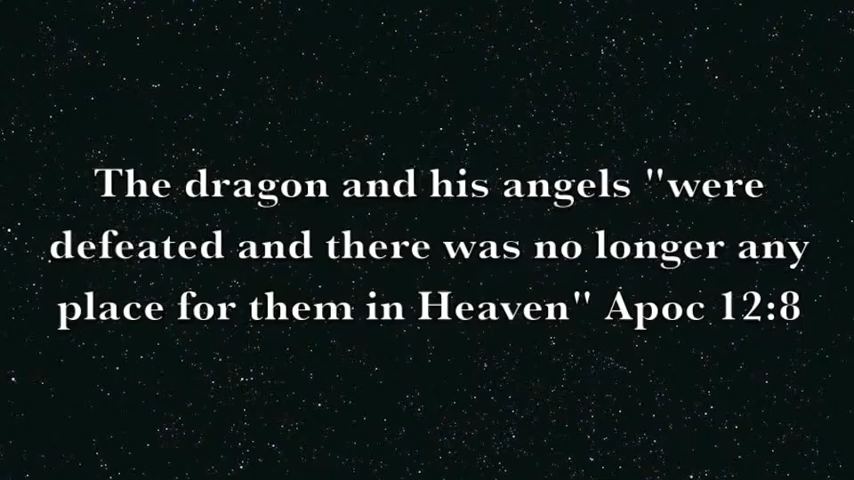 The dragon and his angels "were
defeated and there was no longer any
place for them in Heaven" Apoc 12:8